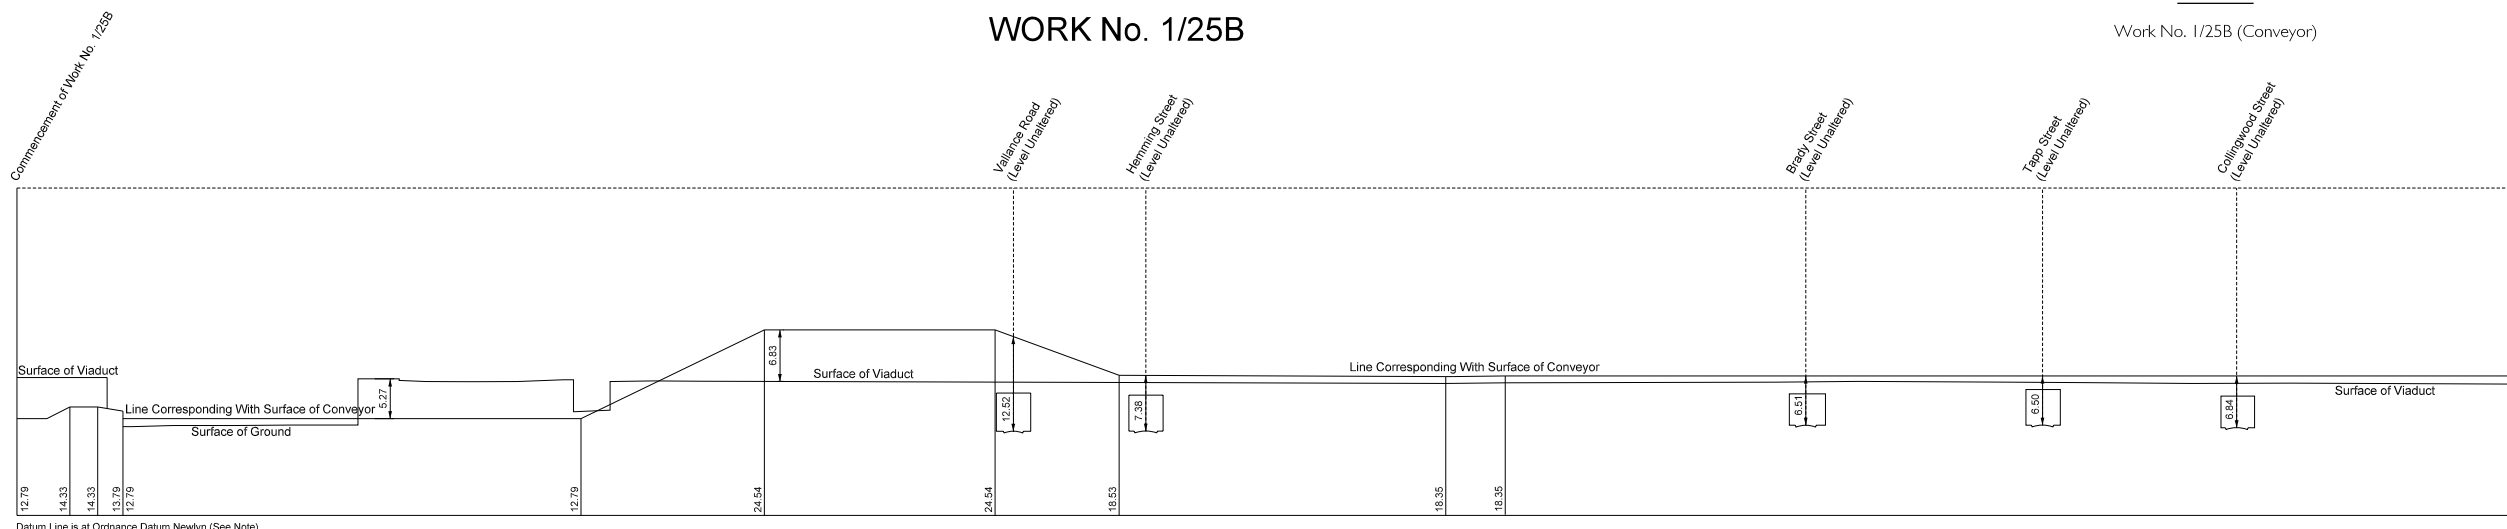 WORK No. 1/25B
Work No. 1/25B (Conveyor)
Commencement of Work No. 1/25B
Vallance Road
(Level Unaltered)
Hemming Street
(Level Unaltered)
Brady Street
(Level Unaltered)
Tapp Street
(Level Unaltered)
Collingwood Street
(Level Unaltered)
Surface of Viaduct
Line Corresponding With Surface of Conveyor
Surface of Ground
5.27
6.83
Surface of Viaduct
12.52
7.38
Line Corresponding With Surface of Conveyor
6.51
6.50
6.84
Surface of Viaduct
12.79
14.33
14.33
13.79
12.79
12.79
24.54
24.54
18.53
18.35
18.35
Datum Line is at Ordnance Datum Newlyn (See Note)